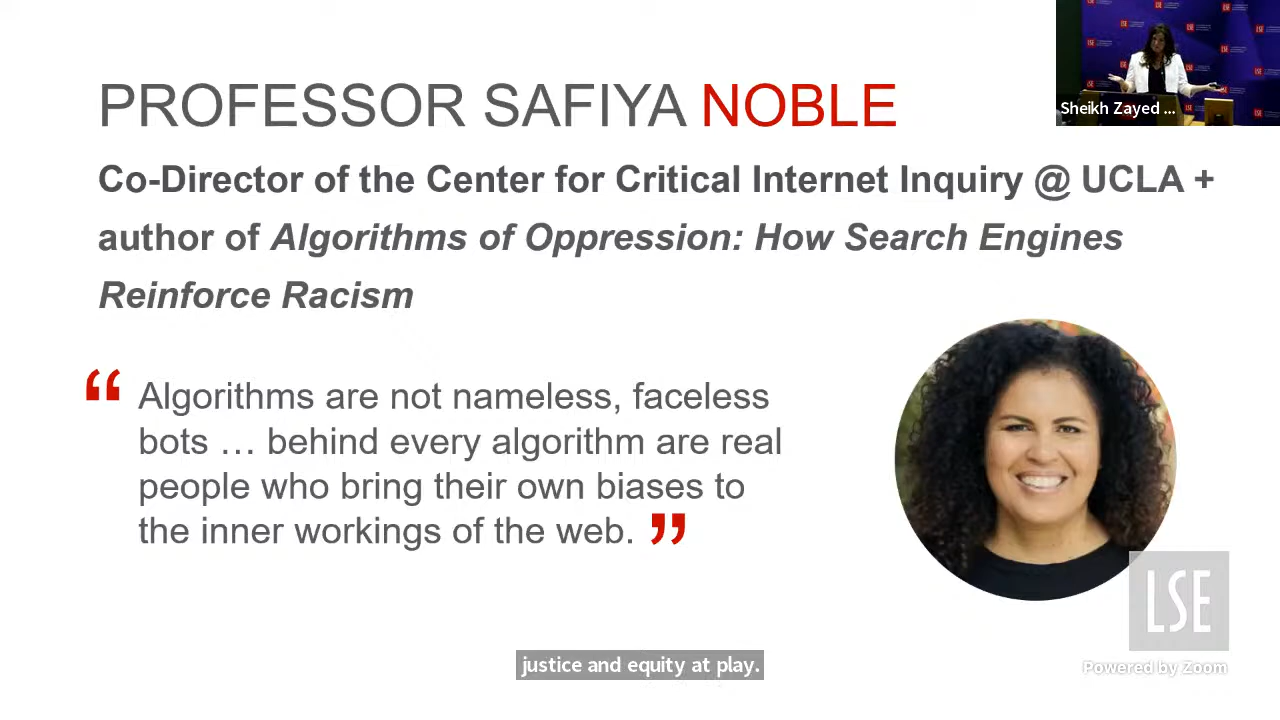 PROFESSOR SAFIYA NOBLE
Co-Director of the Center for Critical Internet Inquiry @ UCLA +
author of Algorithms of Oppression: How Search Engines
Reinforce Racism
“ Algorithms are not nameless, faceless
bots … behind every algorithm are real
people who bring their own biases to
the inner workings of the web. ”
Sheikh Zayed ...
LSE
Powered by Zoom
justice and equity at play.